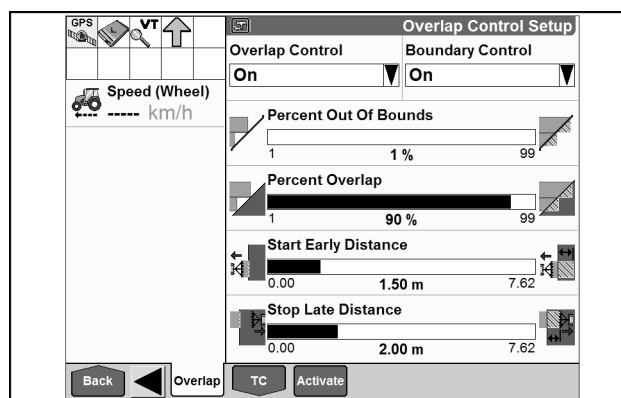 GPS
L
VT
Overlap Control Setup
Overlap Control
Boundary Control
On
On
Speed (Wheel)
----- km/h
Percent Out Of Bounds
1
1 %
99
Percent Overlap
1
90 %
99
Start Early Distance
0.00
1.50 m
7.62
Stop Late Distance
0.00
2.00 m
7.62
Back
Overlap
TC
Activate